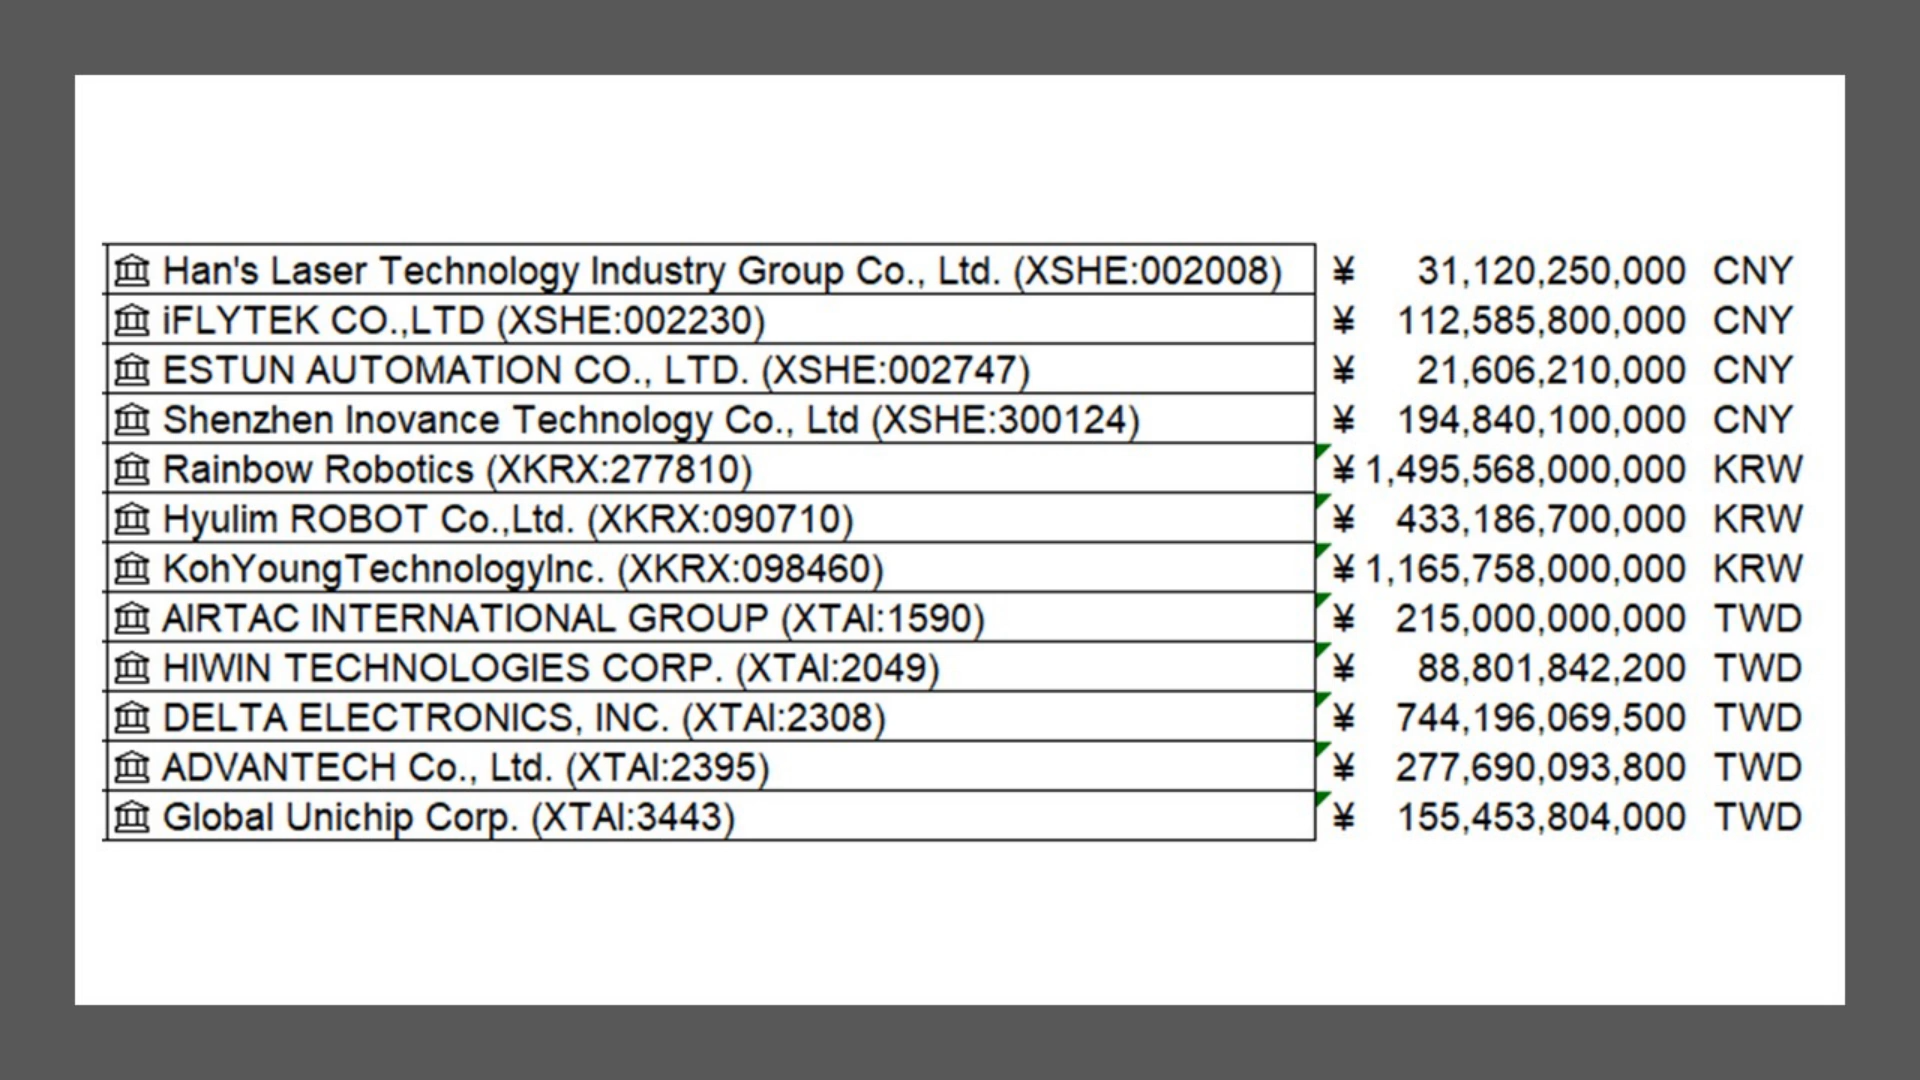 Han's Laser Technology Industry Group Co., Ltd. (XSHE:002008) ¥ 31,120,250,000 CNY
iFLYTEK CO.,LTD (XSHE:002230) ¥ 112,585,800,000 CNY
ESTUN AUTOMATION CO., LTD. (XSHE:002747) ¥ 21,606,210,000 CNY
Shenzhen Inovance Technology Co., Ltd (XSHE:300124) ¥ 194,840,100,000 CNY
Rainbow Robotics (XKRX:277810) ¥ 1,495,568,000,000 KRW
Hyulim ROBOT Co.,Ltd. (XKRX:090710) ¥ 433,186,700,000 KRW
KohYoungTechnologyInc. (XKRX:098460) ¥ 1,165,758,000,000 KRW
AIRTAC INTERNATIONAL GROUP (XTAI:1590) ¥ 215,000,000,000 TWD
HIWIN TECHNOLOGIES CORP. (XTAI:2049) ¥ 88,801,842,200 TWD
DELTA ELECTRONICS, INC. (XTAI:2308) ¥ 744,196,069,500 TWD
ADVANTECH Co., Ltd. (XTAI:2395) ¥ 277,690,093,800 TWD
Global Unichip Corp. (XTAI:3443) ¥ 155,453,804,000 TWD